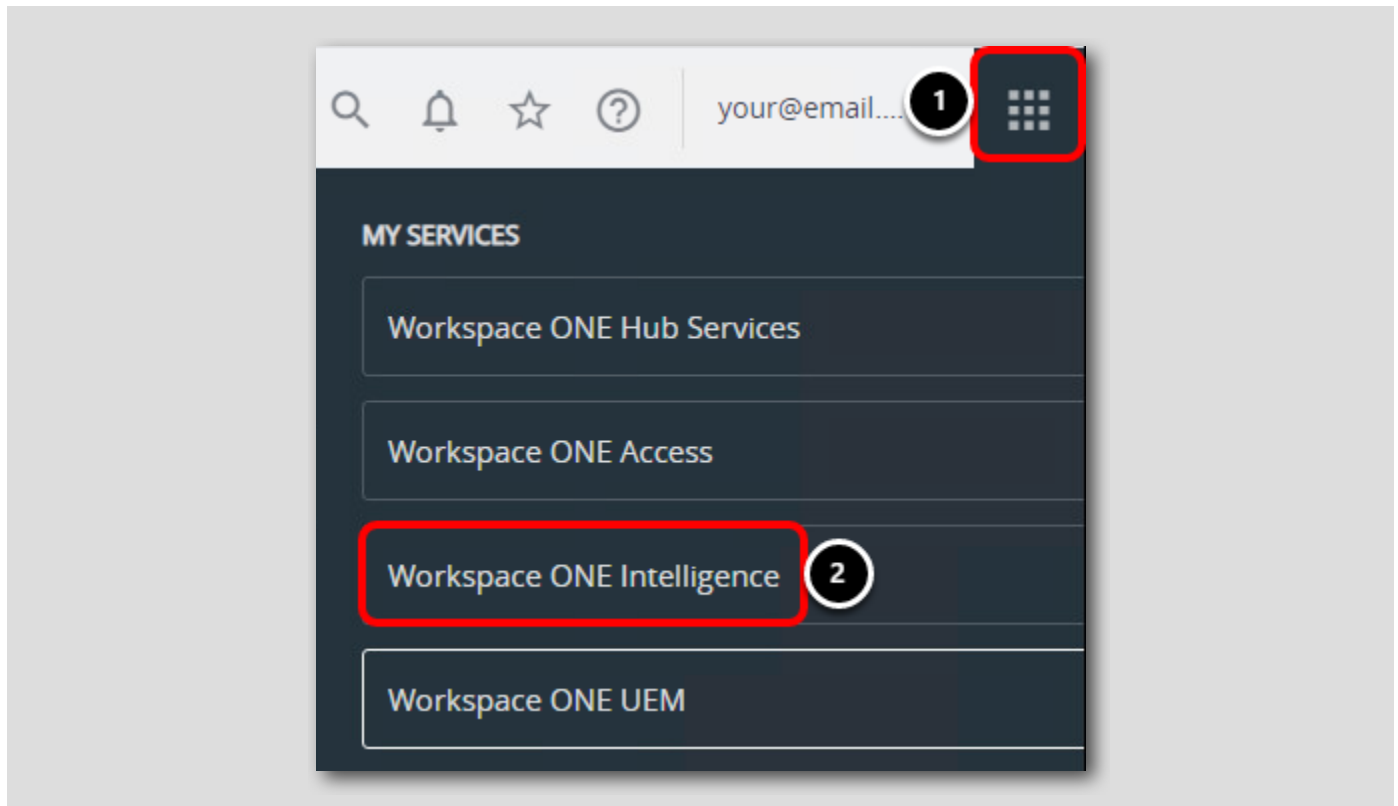 your@email.... 1
MY SERVICES
Workspace ONE Hub Services
Workspace ONE Access
Workspace ONE Intelligence 2
Workspace ONE UEM